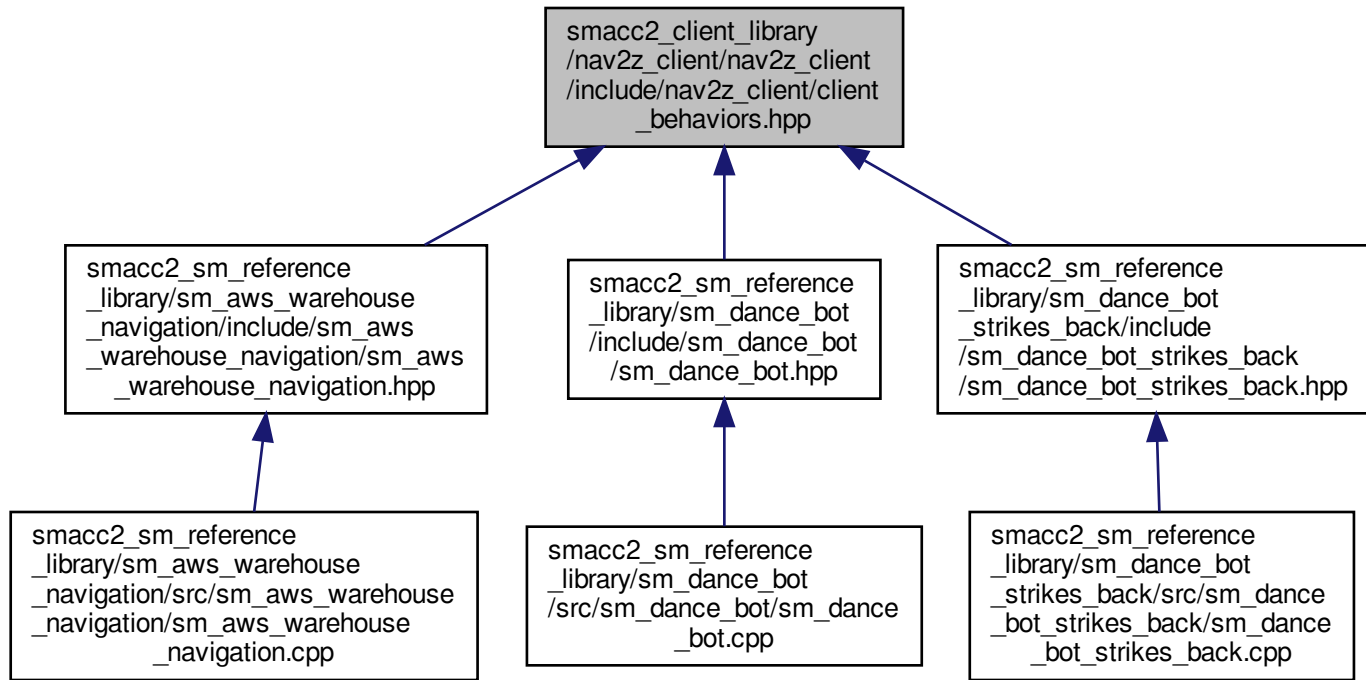 smacc2_client_library
/nav2z_client/nav2z_client
/include/nav2z_client/client
_behaviors.hpp
smacc2_sm_reference
_library/sm_aws_warehouse
_navigation/include/sm_aws
_warehouse_navigation/sm_aws
_warehouse_navigation.hpp
smacc2_sm_reference
_library/sm_dance_bot
/include/sm_dance_bot
/sm_dance_bot.hpp
smacc2_sm_reference
_library/sm_dance_bot
_strikes_back/include
/sm_dance_bot_strikes_back
/sm_dance_bot_strikes_back.hpp
smacc2_sm_reference
_library/sm_aws_warehouse
_navigation/src/sm_aws_warehouse
_navigation/sm_aws_warehouse
_navigation.cpp
smacc2_sm_reference
_library/sm_dance_bot
/src/sm_dance_bot/sm_dance
_bot.cpp
smacc2_sm_reference
_library/sm_dance_bot
_strikes_back/src/sm_dance
_bot_strikes_back/sm_dance
_bot_strikes_back.cpp